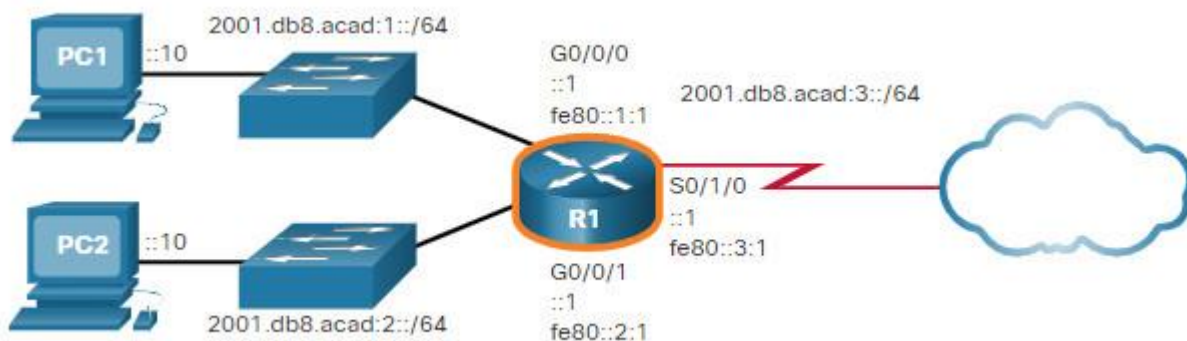 2001.db8.acad:1::/64
PC1
::10
G0/0/0
::1
fe80::1:1
2001.db8.acad:3::/64
S0/1/0
::1
fe80::3:1
R1
PC2
::10
G0/0/1
::1
fe80::2:1
2001.db8.acad:2::/64